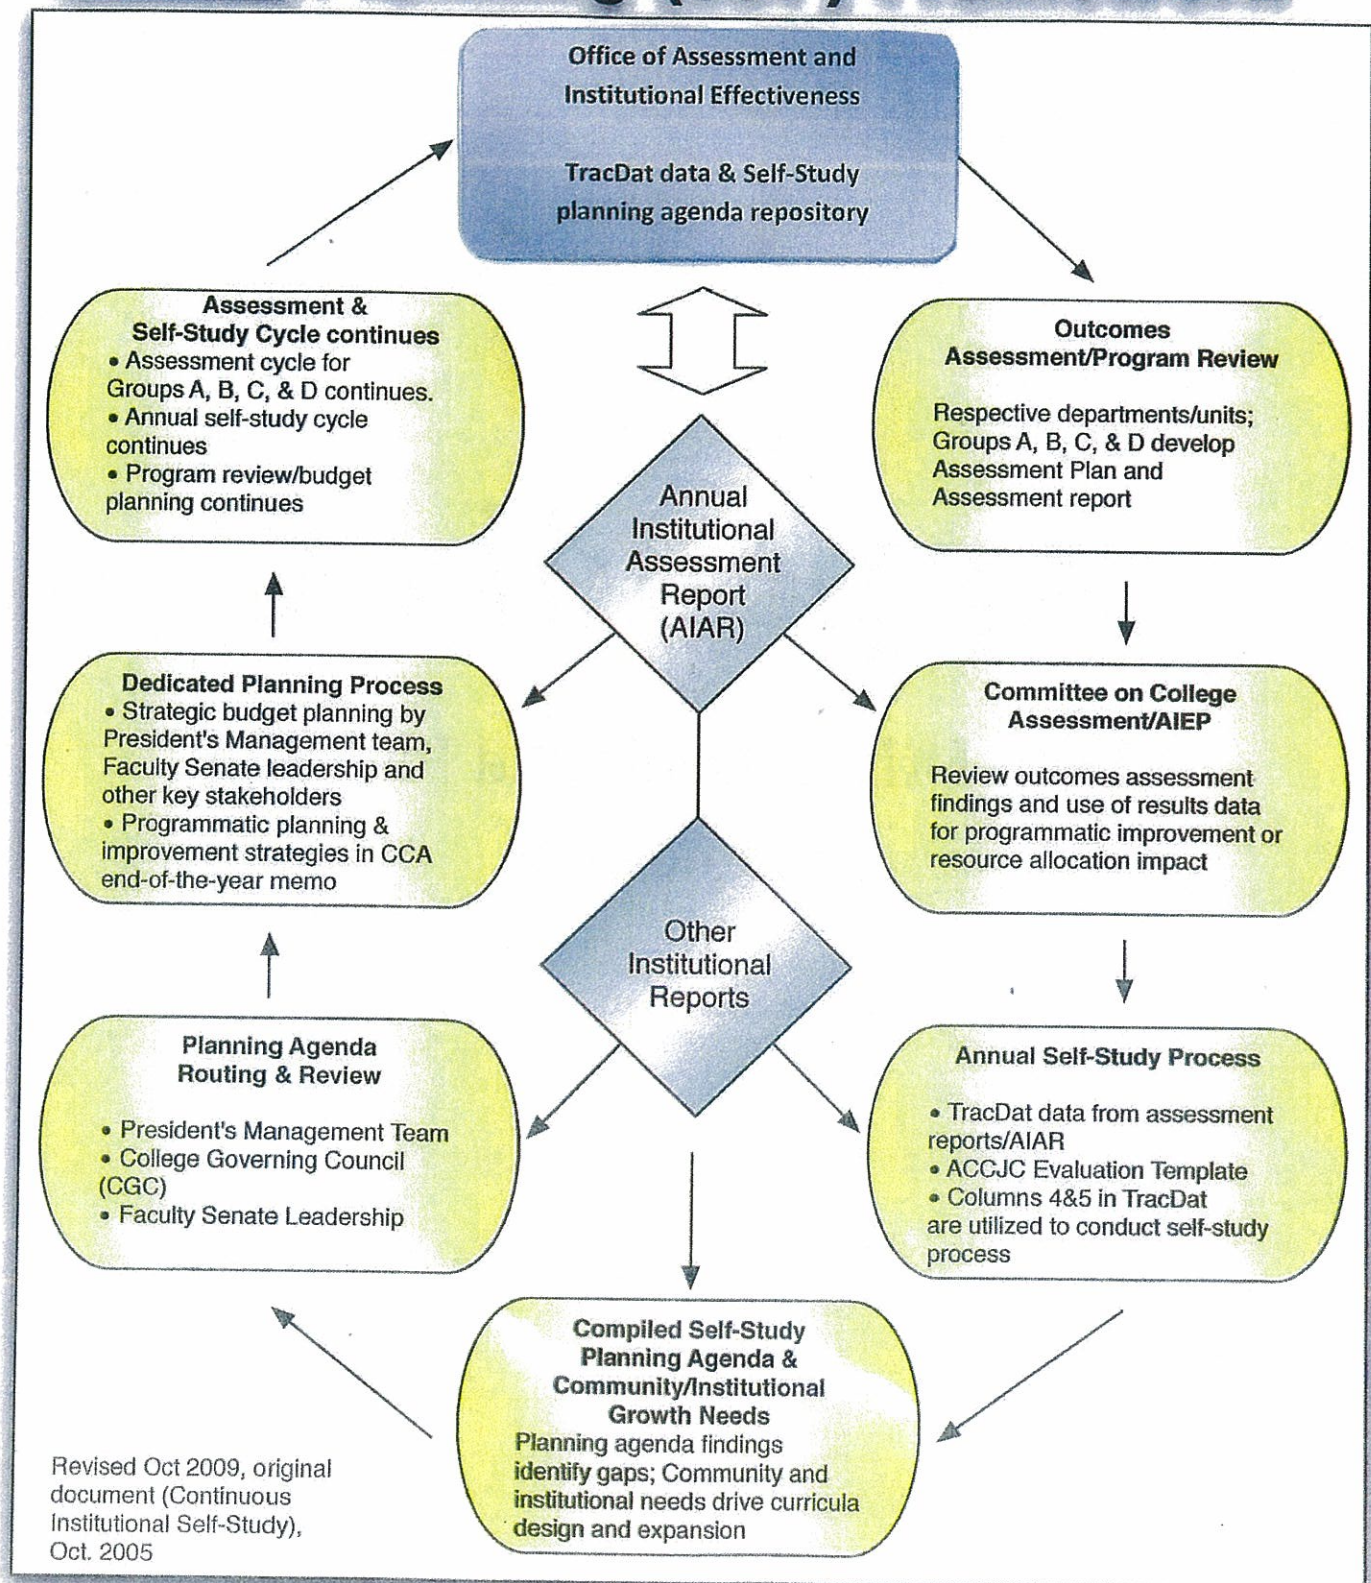 Office of Assessment and
Institutional Effectiveness
TracDat data & Self-Study
planning agenda repository
Assessment &
Self-Study Cycle continues
• Assessment cycle for
Groups A, B, C, & D continues.
• Annual self-study cycle
continues
• Program review/budget
planning continues
Outcomes
Assessment/Program Review
Respective departments/units;
Groups A, B, C, & D develop
Assessment Plan and
Assessment report
Annual
Institutional
Assessment
Report
(AIAR)
Dedicated Planning Process
• Strategic budget planning by
President's Management team,
Faculty Senate leadership and
other key stakeholders
• Programmatic planning &
improvement strategies in CCA
end-of-the-year memo
Committee on College
Assessment/AIEP
Review outcomes assessment
findings and use of results data
for programmatic improvement or
resource allocation impact
Other
Institutional
Reports
Planning Agenda
Routing & Review
• President's Management Team
• College Governing Council
(CGC)
• Faculty Senate Leadership
Annual Self-Study Process
• TracDat data from assessment
reports/AIAR
• ACCJC Evaluation Template
• Columns 4&5 in TracDat
are utilized to conduct self-study
process
Compiled Self-Study
Planning Agenda &
Community/Institutional
Growth Needs
Planning agenda findings
identify gaps; Community and
institutional needs drive curricula
design and expansion
Revised Oct 2009, original
document (Continuous
Institutional Self-Study),
Oct. 2005